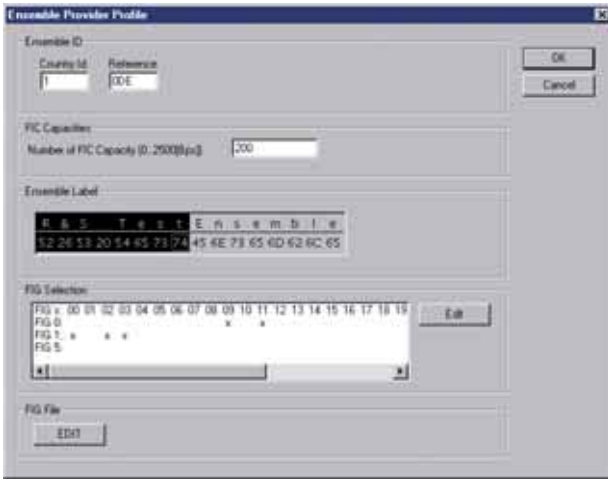 Ensemble Provider Profile
Ensemble ID
Country Id Reference
1 0DE
OK
Cancel
FIC Capacities
Number of FIC Capacity (0..2500[Bps])
200
Ensemble Label
R & S T e s t E n s e m b l e
52 26 53 20 54 65 73 74 45 6E 73 65 6D 62 6C 65
FIG Selection
FIG x: 00 01 02 03 04 05 06 07 08 09 10 11 12 13 14 15 16 17 18 19
FIG 0: x x
FIG 1: x x x
FIG 5:
Edit
FIG File
EDIT